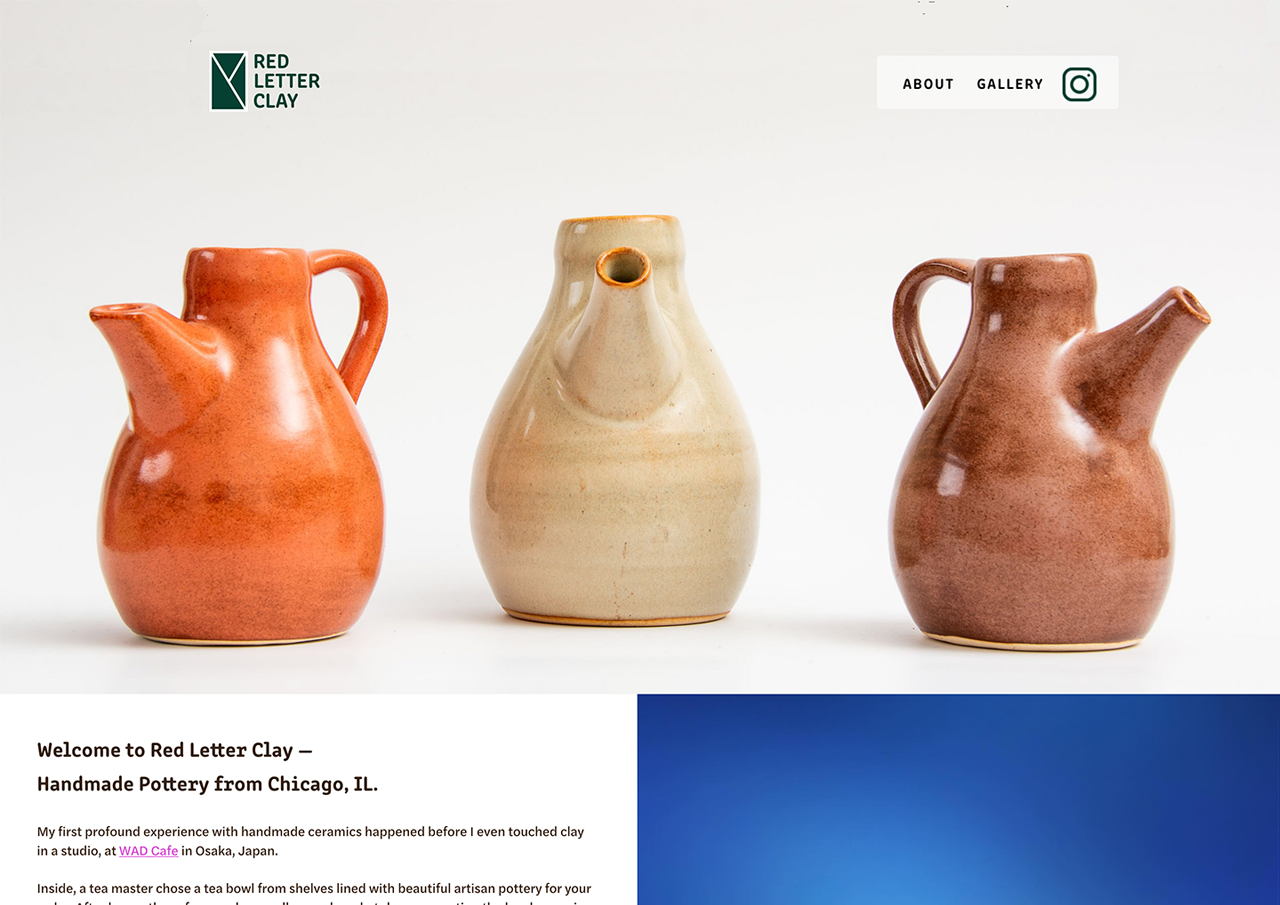 RED
LETTER
CLAY
ABOUT GALLERY
Welcome to Red Letter Clay —
Handmade Pottery from Chicago, IL.
My first profound experience with handmade ceramics happened before I even touched clay
in a studio, at WAD Cafe in Osaka, Japan.
Inside, a tea master chose a tea bowl from shelves lined with beautiful artisan pottery for your